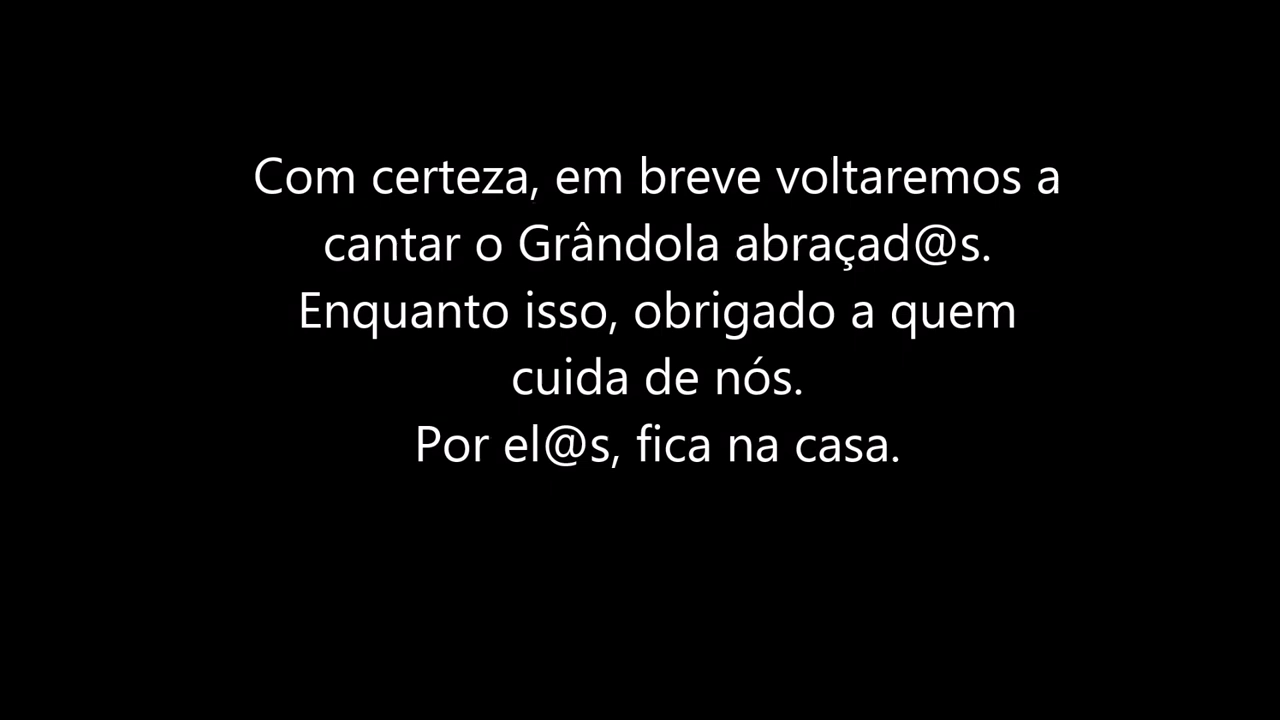 Com certeza, em breve voltaremos a
cantar o Grândola abraçad@s.
Enquanto isso, obrigado a quem
cuida de nós.
Por el@s, fica na casa.